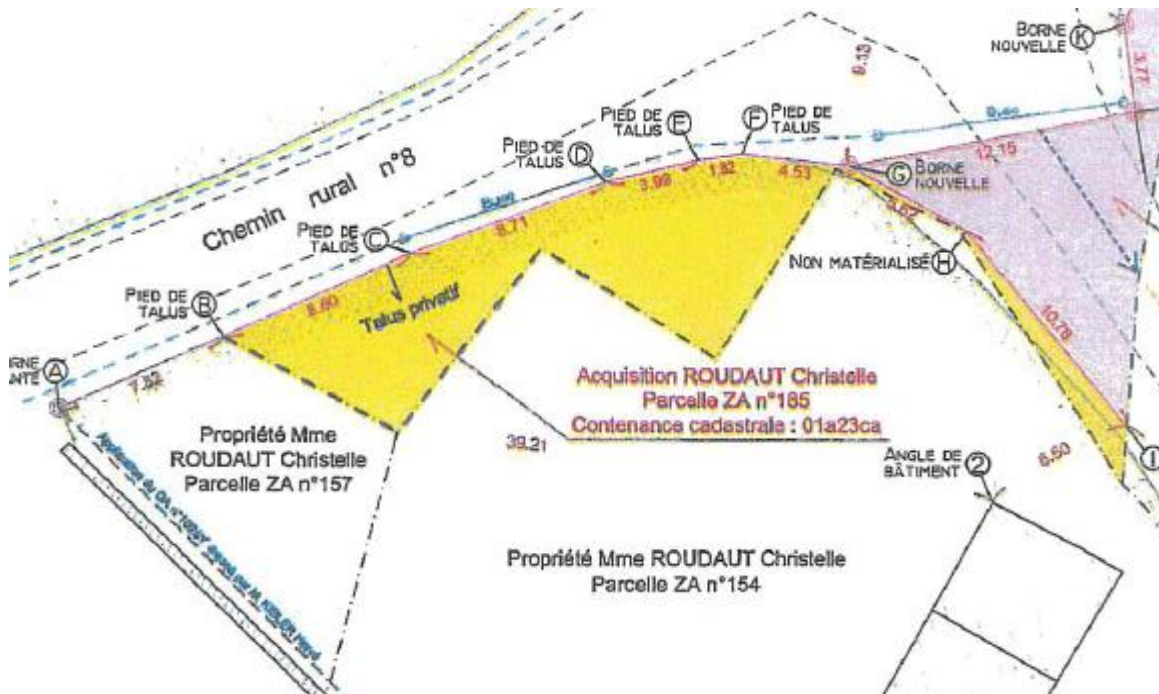 BORNE
NOUVELLE
K
3.77
9.13
PIED DE
TALUS
E
F
PIED DE
TALUS
PIED DE
TALUS
D
12.15
3.99
1.82
4.53
G
BORNE
NOUVELLE
Chemin rural n°8
8.71
PIED DE
TALUS
C
NON MATÉRIALISÉ
H
PIED DE
TALUS
B
8.60
Talus privatif
10.78
A
7.82
Acquisition ROUDAUT Christelle
Parcelle ZA n°185
Contenance cadastrale : 01a23ca
Propriété Mme
ROUDAUT Christelle
Parcelle ZA n°157
39.21
6.50
I
ANGLE DE
BÂTIMENT
2
Propriété Mme ROUDAUT Christelle
Parcelle ZA n°154